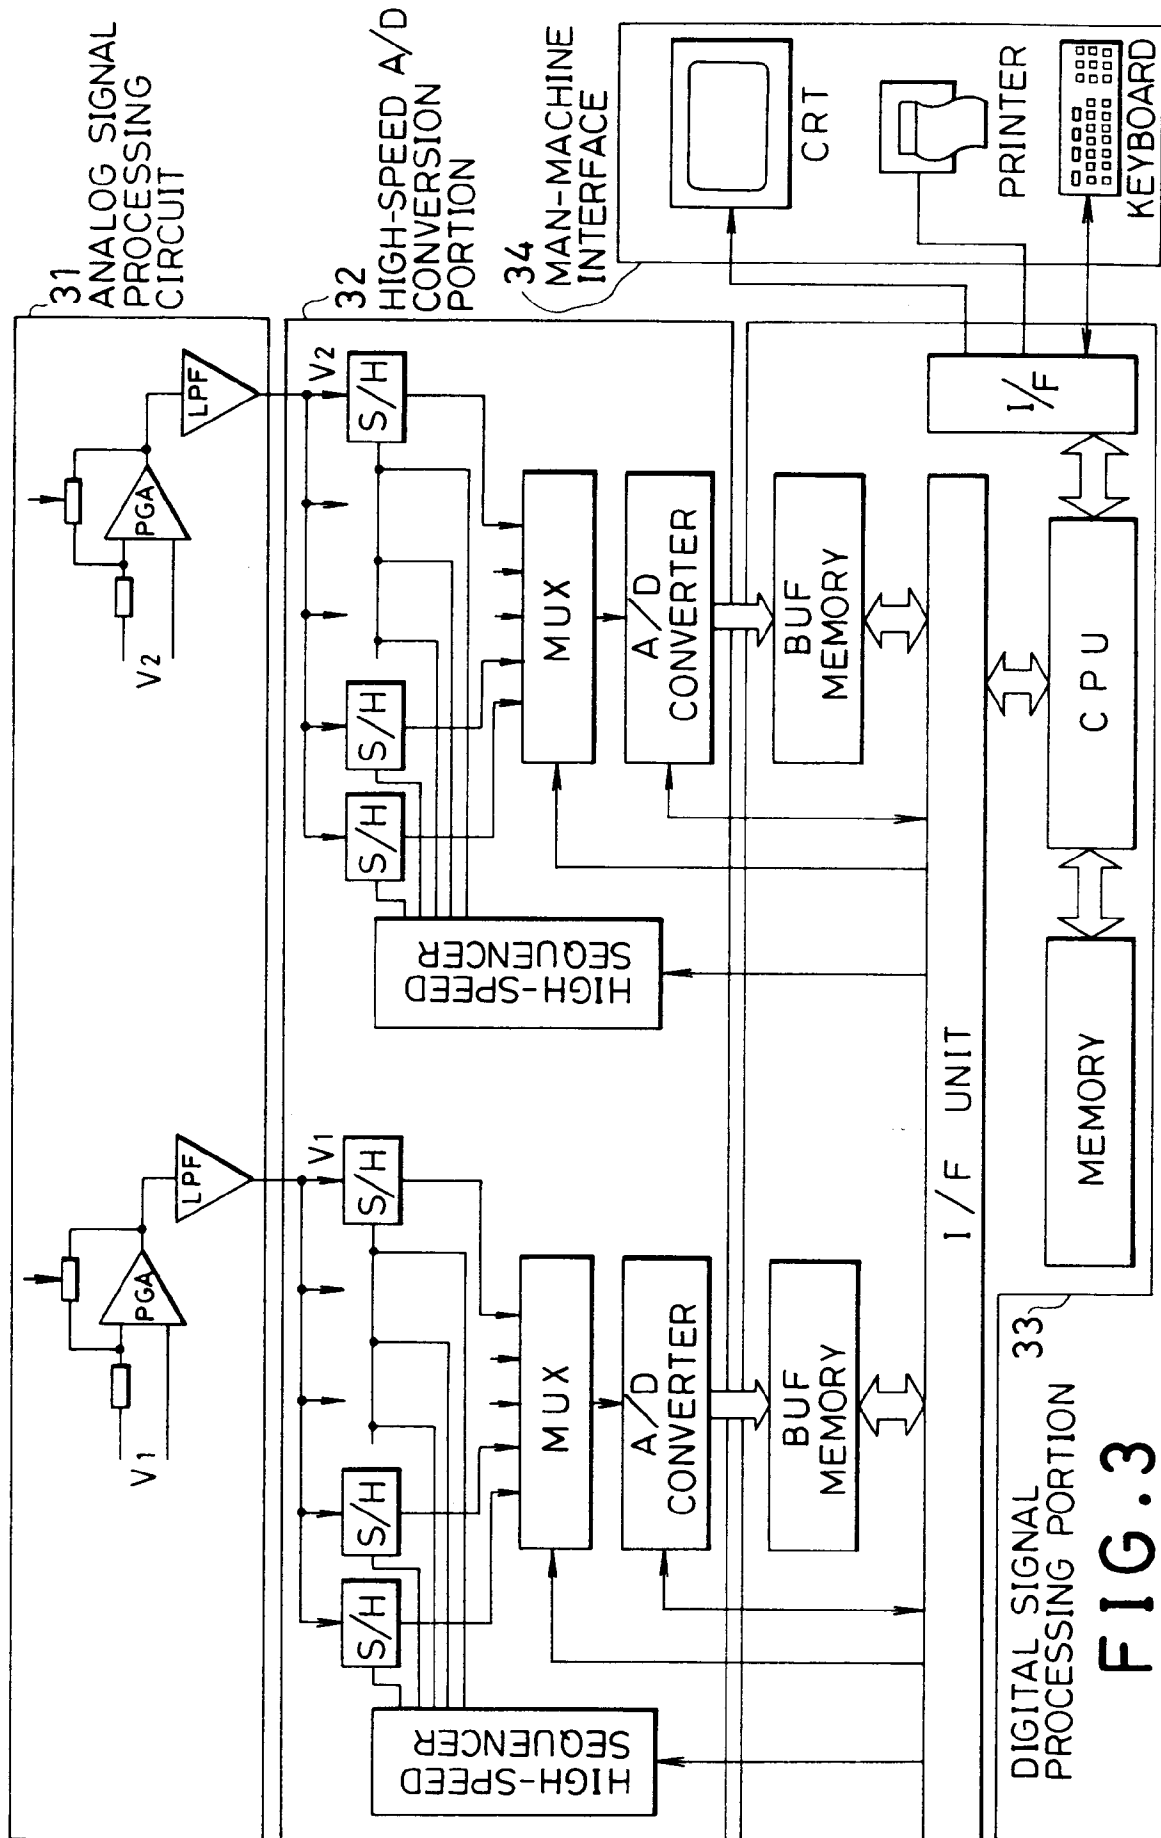 31
ANALOG SIGNAL
PROCESSING
CIRCUIT
V1
PGA
LPF
V2
PGA
LPF
32
HIGH-SPEED A/D
CONVERSION
PORTION
V1
S/H
S/H
S/H
HIGH-SPEED
SEQUENCER
MUX
A/D
CONVERTER
V2
S/H
S/H
S/H
HIGH-SPEED
SEQUENCER
MUX
A/D
CONVERTER
BUF
MEMORY
BUF
MEMORY
I/F UNIT
MEMORY
CPU
I/F
34
MAN-MACHINE
INTERFACE
CRT
PRINTER
KEYBOARD
33
DIGITAL SIGNAL
PROCESSING PORTION
FIG.3